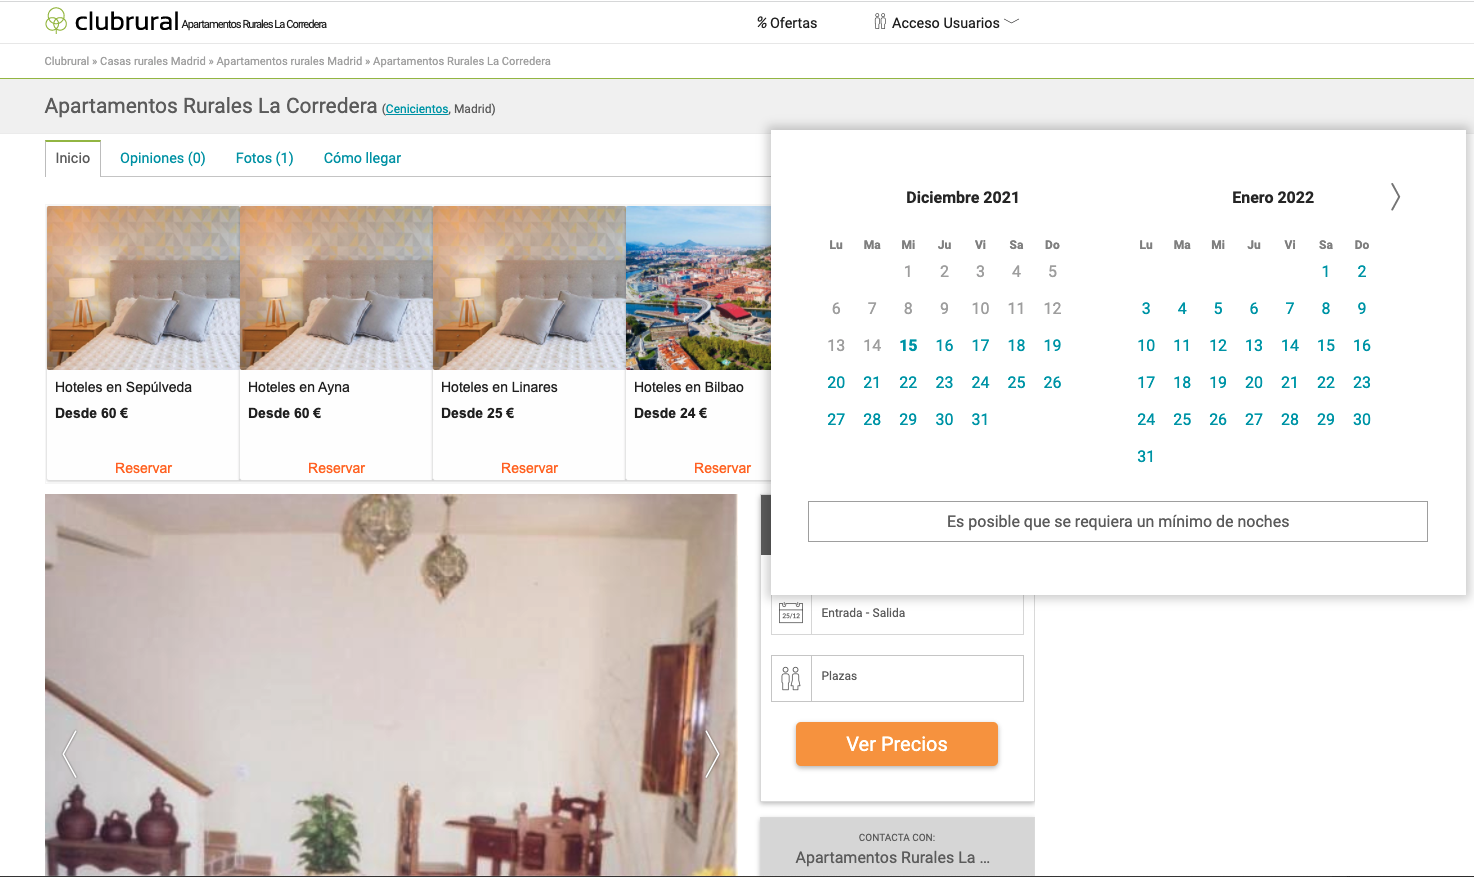 clubrural Apartamentos Rurales La Corredera
% Ofertas
Acceso Usuarios
Clubrural » Casas rurales Madrid » Apartamentos rurales Madrid » Apartamentos Rurales La Corredera
Apartamentos Rurales La Corredera (Cenicientos, Madrid)
Inicio
Opiniones (0)
Fotos (1)
Cómo llegar
Hoteles en Sepúlveda
Desde 60 €
Reservar
Hoteles en Ayna
Desde 60 €
Reservar
Hoteles en Linares
Desde 25 €
Reservar
Hoteles en Bilbao
Desde 24 €
Reservar
Diciembre 2021
Lu Ma Mi Ju Vi Sa Do
1 2 3 4 5
6 7 8 9 10 11 12
13 14 15 16 17 18 19
20 21 22 23 24 25 26
27 28 29 30 31
Enero 2022
Lu Ma Mi Ju Vi Sa Do
1 2
3 4 5 6 7 8 9
10 11 12 13 14 15 16
17 18 19 20 21 22 23
24 25 26 27 28 29 30
31
Es posible que se requiera un mínimo de noches
25/12
Entrada - Salida
Plazas
Ver Precios
CONTACTA CON:
Apartamentos Rurales La ...